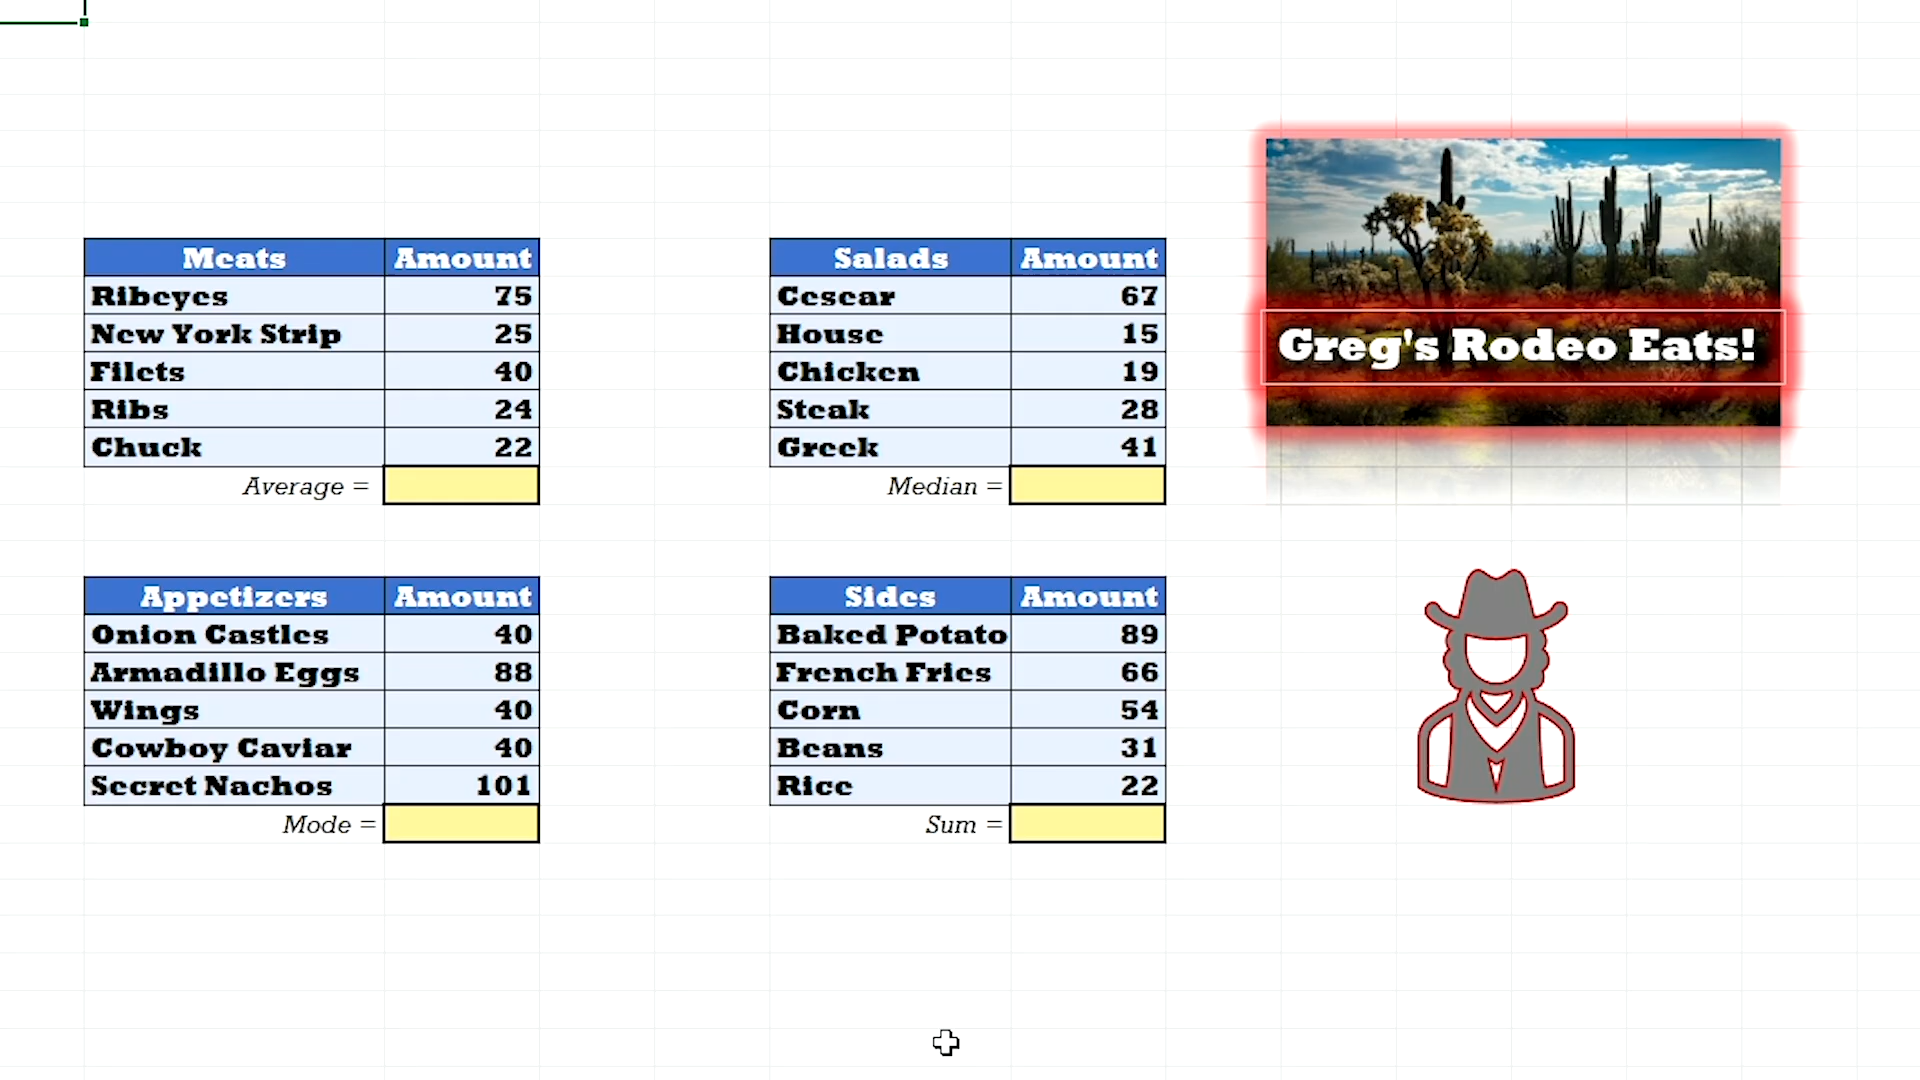 Meats Amount
Ribeyes 75
New York Strip 25
Filets 40
Ribs 24
Chuck 22
Average =
Salads Amount
Cesear 67
House 15
Chicken 19
Steak 28
Greek 41
Median =
Greg's Rodeo Eats!
Appetizers Amount
Onion Castles 40
Armadillo Eggs 88
Wings 40
Cowboy Caviar 40
Secret Nachos 101
Mode =
Sides Amount
Baked Potato 89
French Fries 66
Corn 54
Beans 31
Rice 22
Sum =